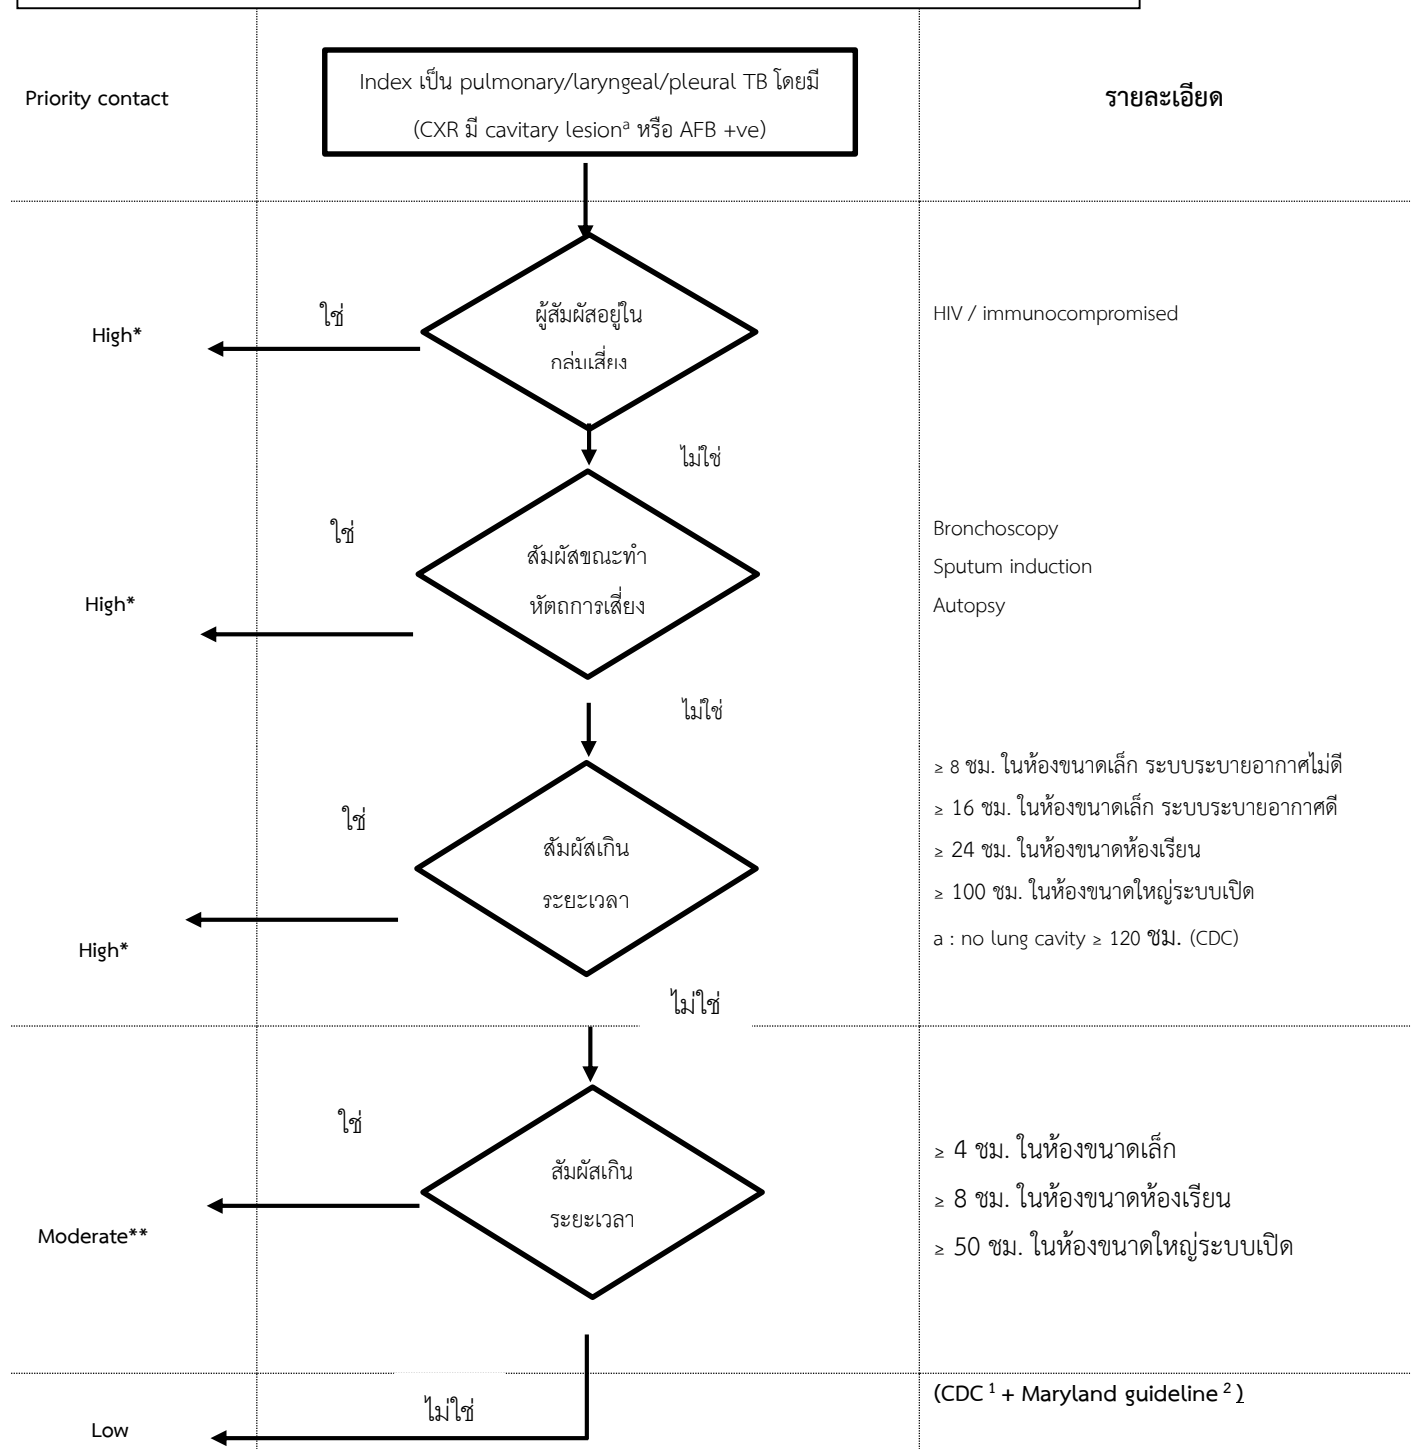 Priority contact
Index เป็น pulmonary/laryngeal/pleural TB โดยมี
(CXR มี cavitary lesionᵃ หรือ AFB +ve)
รายละเอียด
High*
ใช่
ผู้สัมผัสอยู่ใน
กลุ่มเสี่ยง
HIV / immunocompromised
ไม่ใช่
High*
ใช่
สัมผัสขณะทำ
หัตถการเสี่ยง
Bronchoscopy
Sputum induction
Autopsy
ไม่ใช่
High*
ใช่
สัมผัสเกิน
ระยะเวลา
≥ 8 ชม. ในห้องขนาดเล็ก ระบบระบายอากาศไม่ดี
≥ 16 ชม. ในห้องขนาดเล็ก ระบบระบายอากาศดี
≥ 24 ชม. ในห้องขนาดห้องเรียน
≥ 100 ชม. ในห้องขนาดใหญ่ระบบเปิด
a : no lung cavity ≥ 120 ชม. (CDC)
ไม่ใช่
Moderate**
ใช่
สัมผัสเกิน
ระยะเวลา
≥ 4 ชม. ในห้องขนาดเล็ก
≥ 8 ชม. ในห้องขนาดห้องเรียน
≥ 50 ชม. ในห้องขนาดใหญ่ระบบเปิด
(CDC ¹ + Maryland guideline ² )
ไม่ใช่
Low